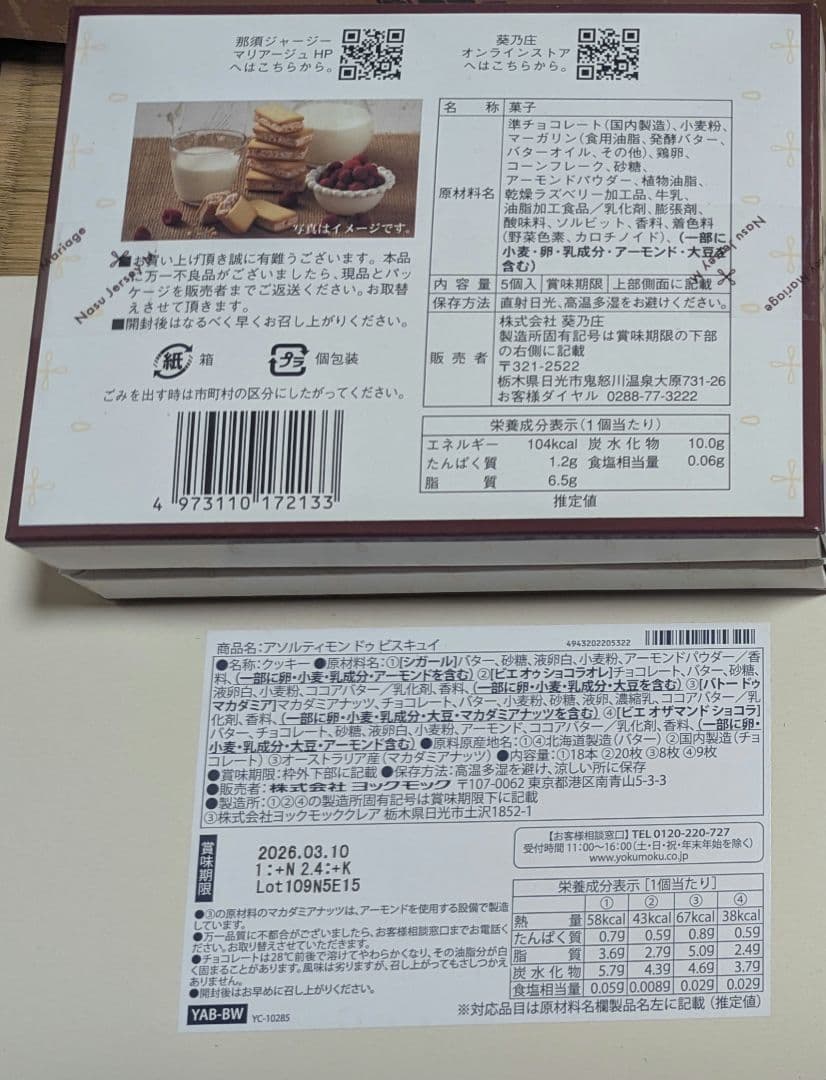 那須ジャージー
マリアージュ HP
へはこちらから。
葵乃庄
オンラインストア
へはこちらから。
写真はイメージです。
Nasu Jersey
Mariage
Nasu Jersey Mariage
■お買い上げ頂き誠に有難うございます。本品
に万一不良品がございましたら、現品とパッ
ケージを販売者までご返送ください。お取替
えさせて頂きます。
■開封後はなるべく早くお召し上がりください。
紙 箱
プラ 個包装
ごみを出す時は市町村の区分にしたがってください。
4 973110 172133
名 称 菓子
原材料名
準チョコレート(国内製造)、小麦粉、
マーガリン(食用油脂、発酵バター、
バターオイル、その他)、鶏卵、
コーンフレーク、砂糖、
アーモンドパウダー、植物油脂、
乾燥ラズベリー加工品、牛乳、
油脂加工食品/乳化剤、膨張剤、
酸味料、ソルビット、香料、着色料
(野菜色素、カロチノイド)、(一部に
小麦・卵・乳成分・アーモンド・大豆を
含む)
内 容 量 5個入 賞味期限 上部側面に記載
保存方法 直射日光、高温多湿をお避けください。
販 売 者
株式会社 葵乃庄
製造所固有記号は賞味期限の下部
の右側に記載
〒321-2522
栃木県日光市鬼怒川温泉大原731-26
お客様ダイヤル 0288-77-3222
栄養成分表示(1個当たり)
エネルギー 104kcal 炭水化物 10.0g
たんぱく質 1.2g 食塩相当量 0.06g
脂 質 6.5g
推定値
商品名:アソルティモン ドゥ ビスキュイ
4943202205322
●名称:クッキー ●原材料名:①[シガール]バター、砂糖、液卵白、小麦粉、アーモンドパウダー/香
料、(一部に卵・小麦・乳成分・アーモンドを含む) ②[ビエ オゥ ショコラオレ]チョコレート、バター、砂糖、
液卵白、小麦粉、ココアバター/乳化剤、香料、(一部に卵・小麦・乳成分・大豆を含む) ③[バトー ドゥ
マカダミア]マカダミアナッツ、チョコレート、バター、小麦粉、砂糖、液卵、濃縮乳、ココアバター/乳
化剤、香料、(一部に卵・小麦・乳成分・大豆・マカダミアナッツを含む) ④[ビエ オザマンド ショコラ]
バター、チョコレート、砂糖、液卵白、小麦粉、アーモンド、ココアバター/乳化剤、香料、(一部に卵・
小麦・乳成分・大豆・アーモンド含む) ●原料原産地名:①④北海道製造(バター) ②国内製造(チョ
コレート) ③オーストラリア産(マカダミアナッツ) ●内容量:①18本 ②20枚 ③8枚 ④9枚
●賞味期限:枠外下部に記載 ●保存方法:高温多湿を避け、涼しい所に保存
●販売者:株式会社 ヨックモック 〒107-0062 東京都港区南青山5-3-3
●製造所:①②④の製造所固有記号は賞味期限下に記載
③株式会社ヨックモッククレア 栃木県日光市土沢1852-1
賞味期限
2026.03.10
1:+N 2.4:+K
Lot109N5E15
【お客様相談窓口】TEL 0120-220-727
受付時間 11:00~16:00(土・日・祝・年末年始を除く)
www.yokumoku.co.jp
●③の原材料のマカダミアナッツは、アーモンドを使用する設備で製造
しています。
●万一品質に不都合がございましたら、お客様相談窓口までお電話く
ださい。お取り替えさせていただきます。
●チョコレートは28℃前後で溶けてやわらかくなり、その油脂分が白
く固まることがあります。風味は劣りますが、召し上がってもさしつかえ
ありません。
●開封後はお早めに召し上がりください。
YAB-BW YC-10285
栄養成分表示 [1個当たり]
① ② ③ ④
熱 量 58kcal 43kcal 67kcal 38kcal
たんぱく質 0.7g 0.5g 0.8g 0.5g
脂 質 3.6g 2.7g 5.0g 2.4g
炭水化物 5.7g 4.3g 4.6g 3.7g
食塩相当量 0.05g 0.008g 0.02g 0.02g
※対応品目は原材料名欄製品名左に記載 (推定値)